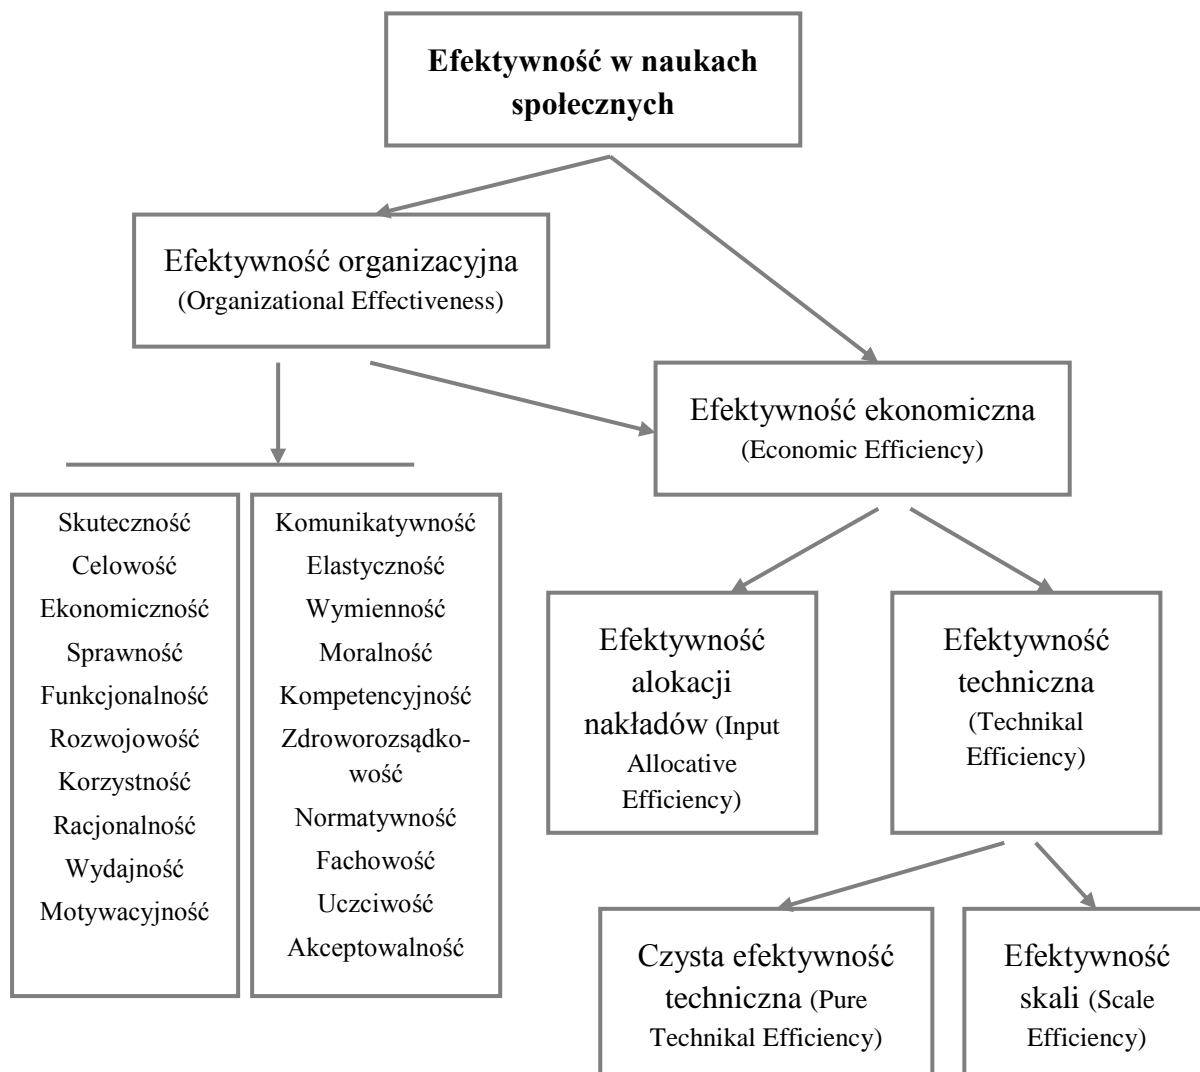 Efektywność w naukach
społecznych
Efektywność organizacyjna
(Organizational Effectiveness)
Efektywność ekonomiczna
(Economic Efficiency)
Skuteczność
Celowość
Ekonomiczność
Sprawność
Funkcjonalność
Rozwojowość
Korzystność
Racjonalność
Wydajność
Motywacyjność
Komunikatywność
Elastyczność
Wymienność
Moralność
Kompetencyjność
Zdroworozsądko-
wość
Normatywność
Fachowość
Uczciwość
Akceptowalność
Efektywność
alokacji
nakładów (Input
Allocative
Efficiency)
Efektywność
techniczna
(Technikal
Efficiency)
Czysta efektywność
techniczna (Pure
Technikal Efficiency)
Efektywność
skali (Scale
Efficiency)